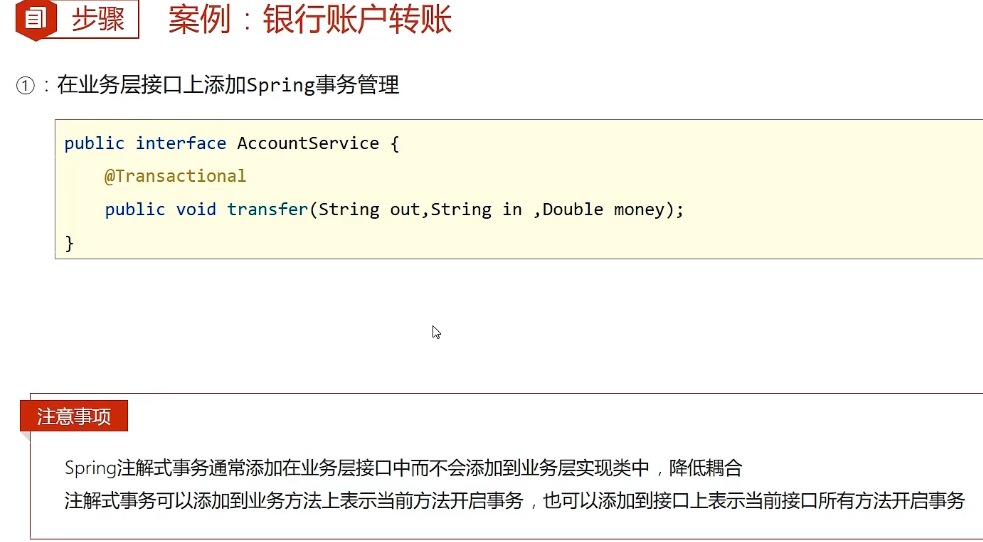 步骤 案例：银行账户转账
①：在业务层接口上添加Spring事务管理
public interface AccountService {
@Transactional
public void transfer(String out,String in ,Double money);
}
注意事项
Spring注解式事务通常添加在业务层接口中而不会添加到业务层实现类中，降低耦合
注解式事务可以添加到业务方法上表示当前方法开启事务，也可以添加到接口上表示当前接口所有方法开启事务